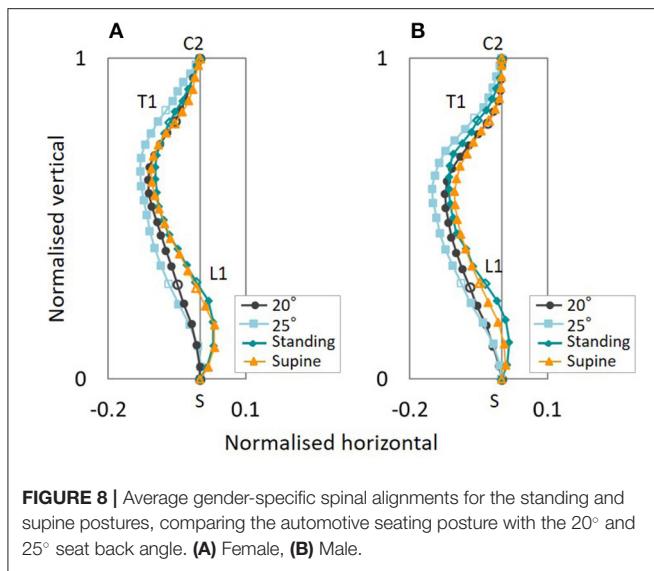 A
B
C2
C2
1
1
T1
T1
Normalised vertical
L1
L1
20°
25°
Standing
Supine
20°
25°
Standing
Supine
0
0
S
S
-0.2
0.1
-0.2
0.1
Normalised horizontal
FIGURE 8 | Average gender-specific spinal alignments for the standing and
supine postures, comparing the automotive seating posture with the 20° and
25° seat back angle. (A) Female, (B) Male.